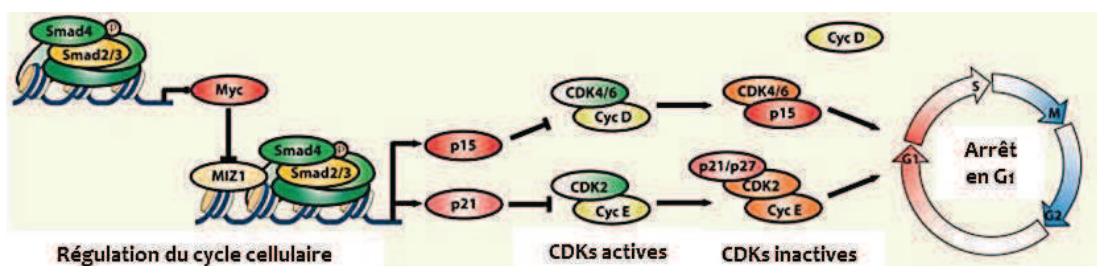 Smad4
P
Smad2/3
Myc
MIZ1
Smad4
P
Smad2/3
p15
p21
CDK4/6
Cyc D
CDK2
Cyc E
Cyc D
CDK4/6
p15
p21/p27
CDK2
Cyc E
S
M
G1
G2
Arrêt
en G1
Régulation du cycle cellulaire
CDKs actives
CDKs inactives